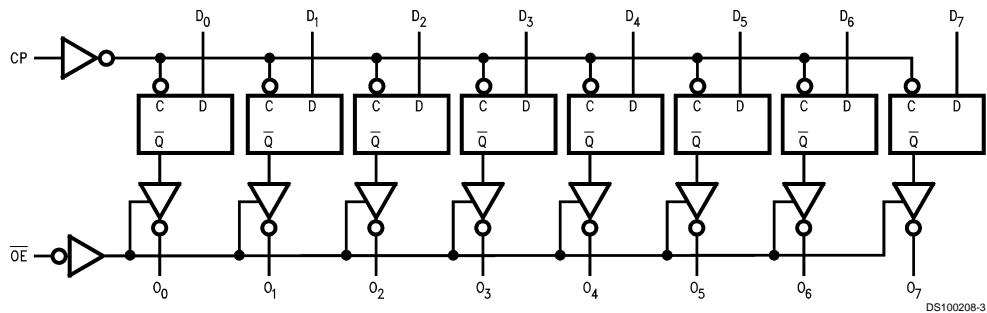 D₀ D₁ D₂ D₃ D₄ D₅ D₆ D₇
CP
C D C D C D C D C D C D C D C D
Q̅ Q̅ Q̅ Q̅ Q̅ Q̅ Q̅ Q̅
O̅E̅
O₀ O₁ O₂ O₃ O₄ O₅ O₆ O₇
DS100208-3